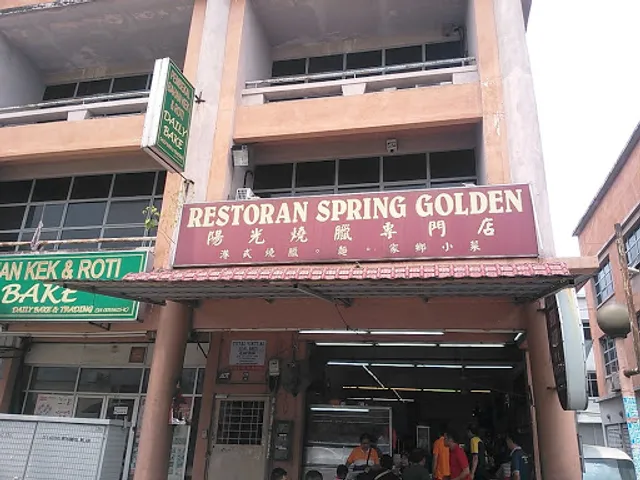 RESTORAN SPRING GOLDEN
陽光燒臘專門店
港式燒臘。麵。家鄉小菜
& ROTI
DAILY
BAKE
AN KEK & ROTI
BAKE
DAILY BAKE & TRADING